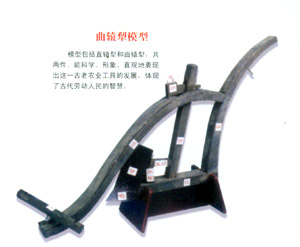 曲辕犁模型
模型包括直辕犁和曲辕犁，共
两件，能科学、形象、直观地表现
出这一古老农业工具的发展，体现
了古代劳动人民的智慧。